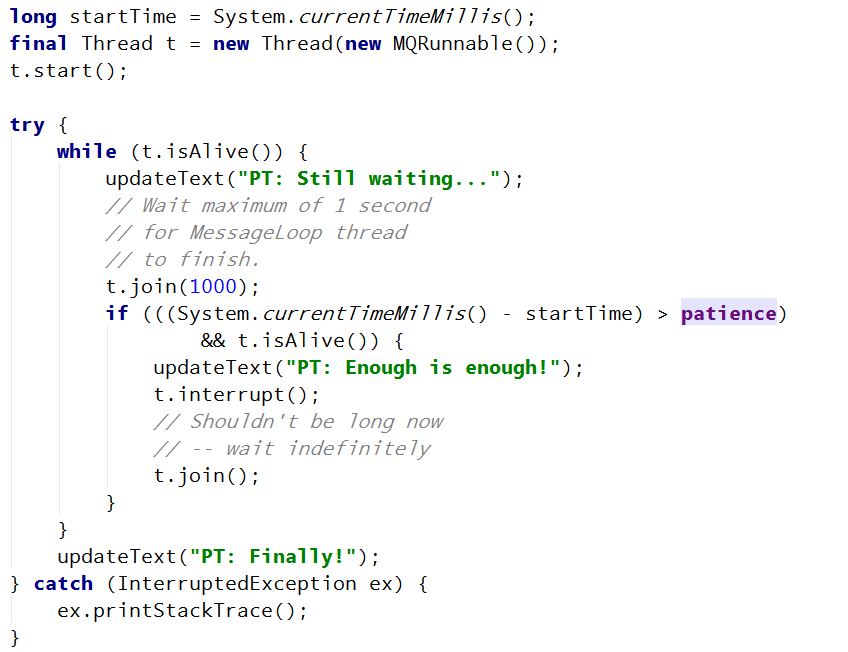 long startTime = System.currentTimeMillis();
final Thread t = new Thread(new MQRunnable());
t.start();

try {
    while (t.isAlive()) {
        updateText("PT: Still waiting...");
        // Wait maximum of 1 second
        // for MessageLoop thread
        // to finish.
        t.join(1000);
        if (((System.currentTimeMillis() - startTime) > patience)
                && t.isAlive()) {
            updateText("PT: Enough is enough!");
            t.interrupt();
            // Shouldn't be long now
            // -- wait indefinitely
            t.join();
        }
    }
    updateText("PT: Finally!");
} catch (InterruptedException ex) {
    ex.printStackTrace();
}